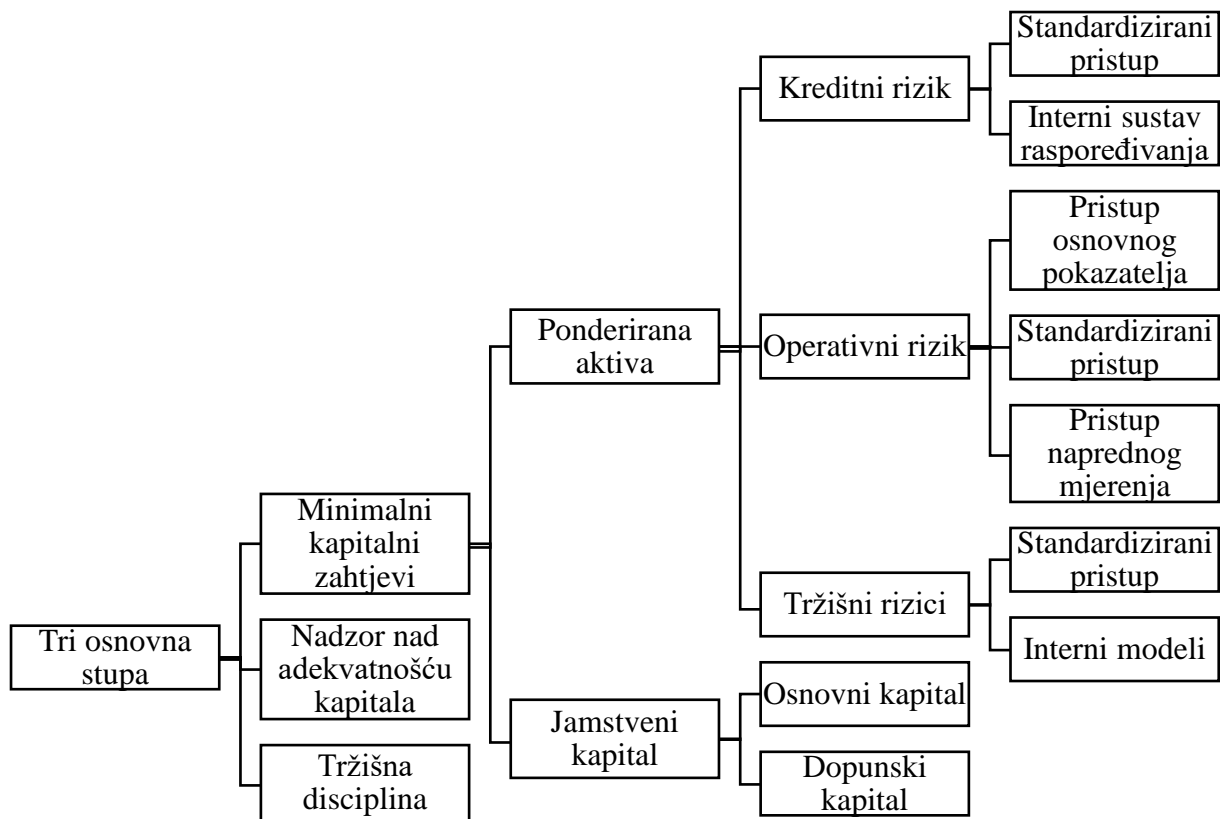 Tri osnovna
stupa
Minimalni
kapitalni
zahtjevi
Nadzor nad
adekvatnošću
kapitala
Tržišna
disciplina
Ponderirana
aktiva
Jamstveni
kapital
Kreditni rizik
Operativni rizik
Tržišni rizici
Osnovni kapital
Dopunski
kapital
Standardizirani
pristup
Interni sustav
raspoređivanja
Pristup
osnovnog
pokazatelja
Standardizirani
pristup
Pristup
naprednog
mjerenja
Standardizirani
pristup
Interni modeli